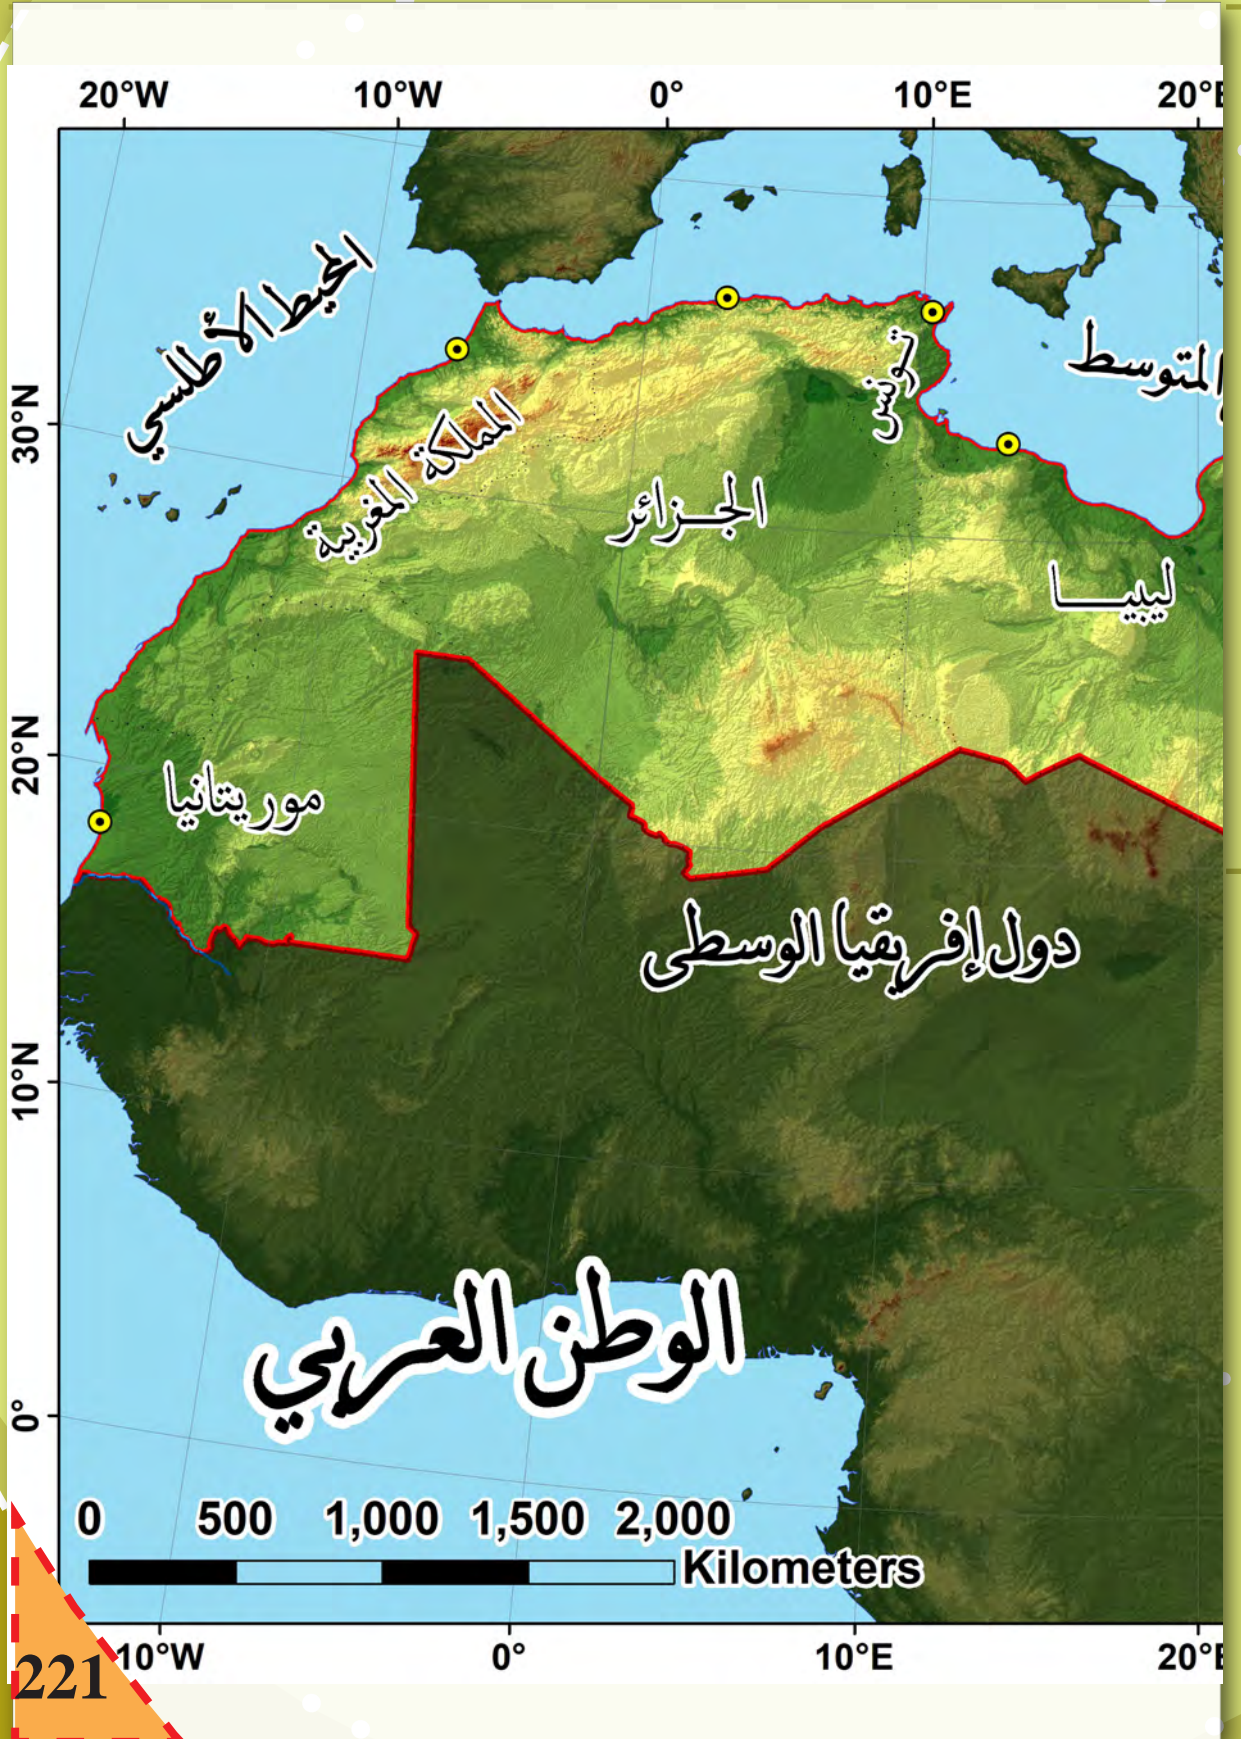 20°W 10°W 0° 10°E 20°E
المحيط الأطلسي
المتوسط
30°N
تونس
المملكة المغربية
الجزائر
ليبيا
20°N
موريتانيا
دول إفريقيا الوسطى
10°N
الوطن العربي
0°
0 500 1,000 1,500 2,000
Kilometers
10°W 0° 10°E 20°E
221